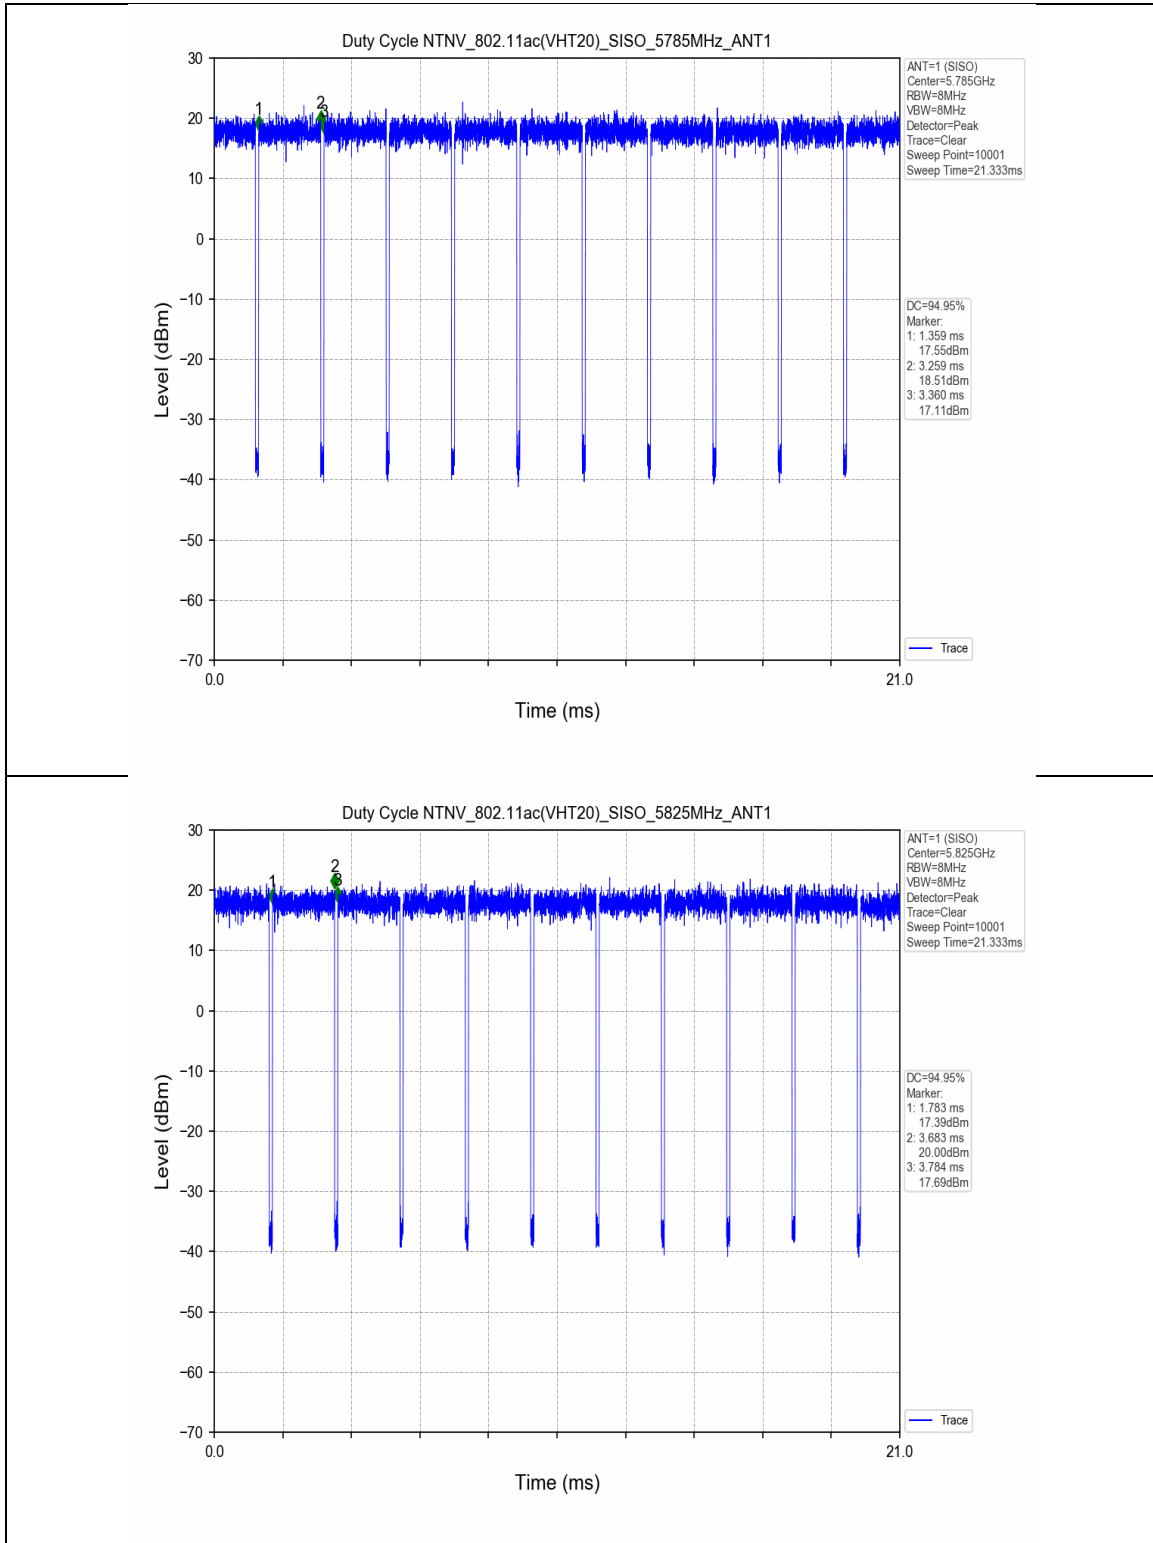 Duty Cycle NTNV_802.11ac(VHT20)_SISO_5785MHz_ANT1
30
20
10
0
−10
−20
−30
−40
−50
−60
−70
Level (dBm)
1
2
3
0.0
21.0
Time (ms)
ANT=1 (SISO)
Center=5.785GHz
RBW=8MHz
VBW=8MHz
Detector=Peak
Trace=Clear
Sweep Point=10001
Sweep Time=21.333ms
DC=94.95%
Marker:
1: 1.359 ms
17.55dBm
2: 3.259 ms
18.51dBm
3: 3.360 ms
17.11dBm
Trace
Duty Cycle NTNV_802.11ac(VHT20)_SISO_5825MHz_ANT1
30
20
10
0
−10
−20
−30
−40
−50
−60
−70
Level (dBm)
1
2
3
0.0
21.0
Time (ms)
ANT=1 (SISO)
Center=5.825GHz
RBW=8MHz
VBW=8MHz
Detector=Peak
Trace=Clear
Sweep Point=10001
Sweep Time=21.333ms
DC=94.95%
Marker:
1: 1.783 ms
17.39dBm
2: 3.683 ms
20.00dBm
3: 3.784 ms
17.69dBm
Trace